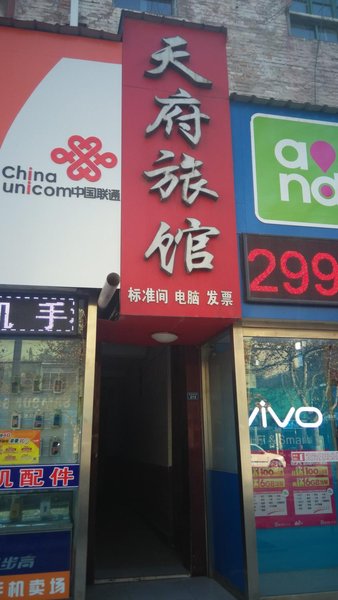 天府旅馆
标准间 电脑 发票
China
unicom中国联通
a
nd
299
机 手
机配件
步高
手机卖场
vivo